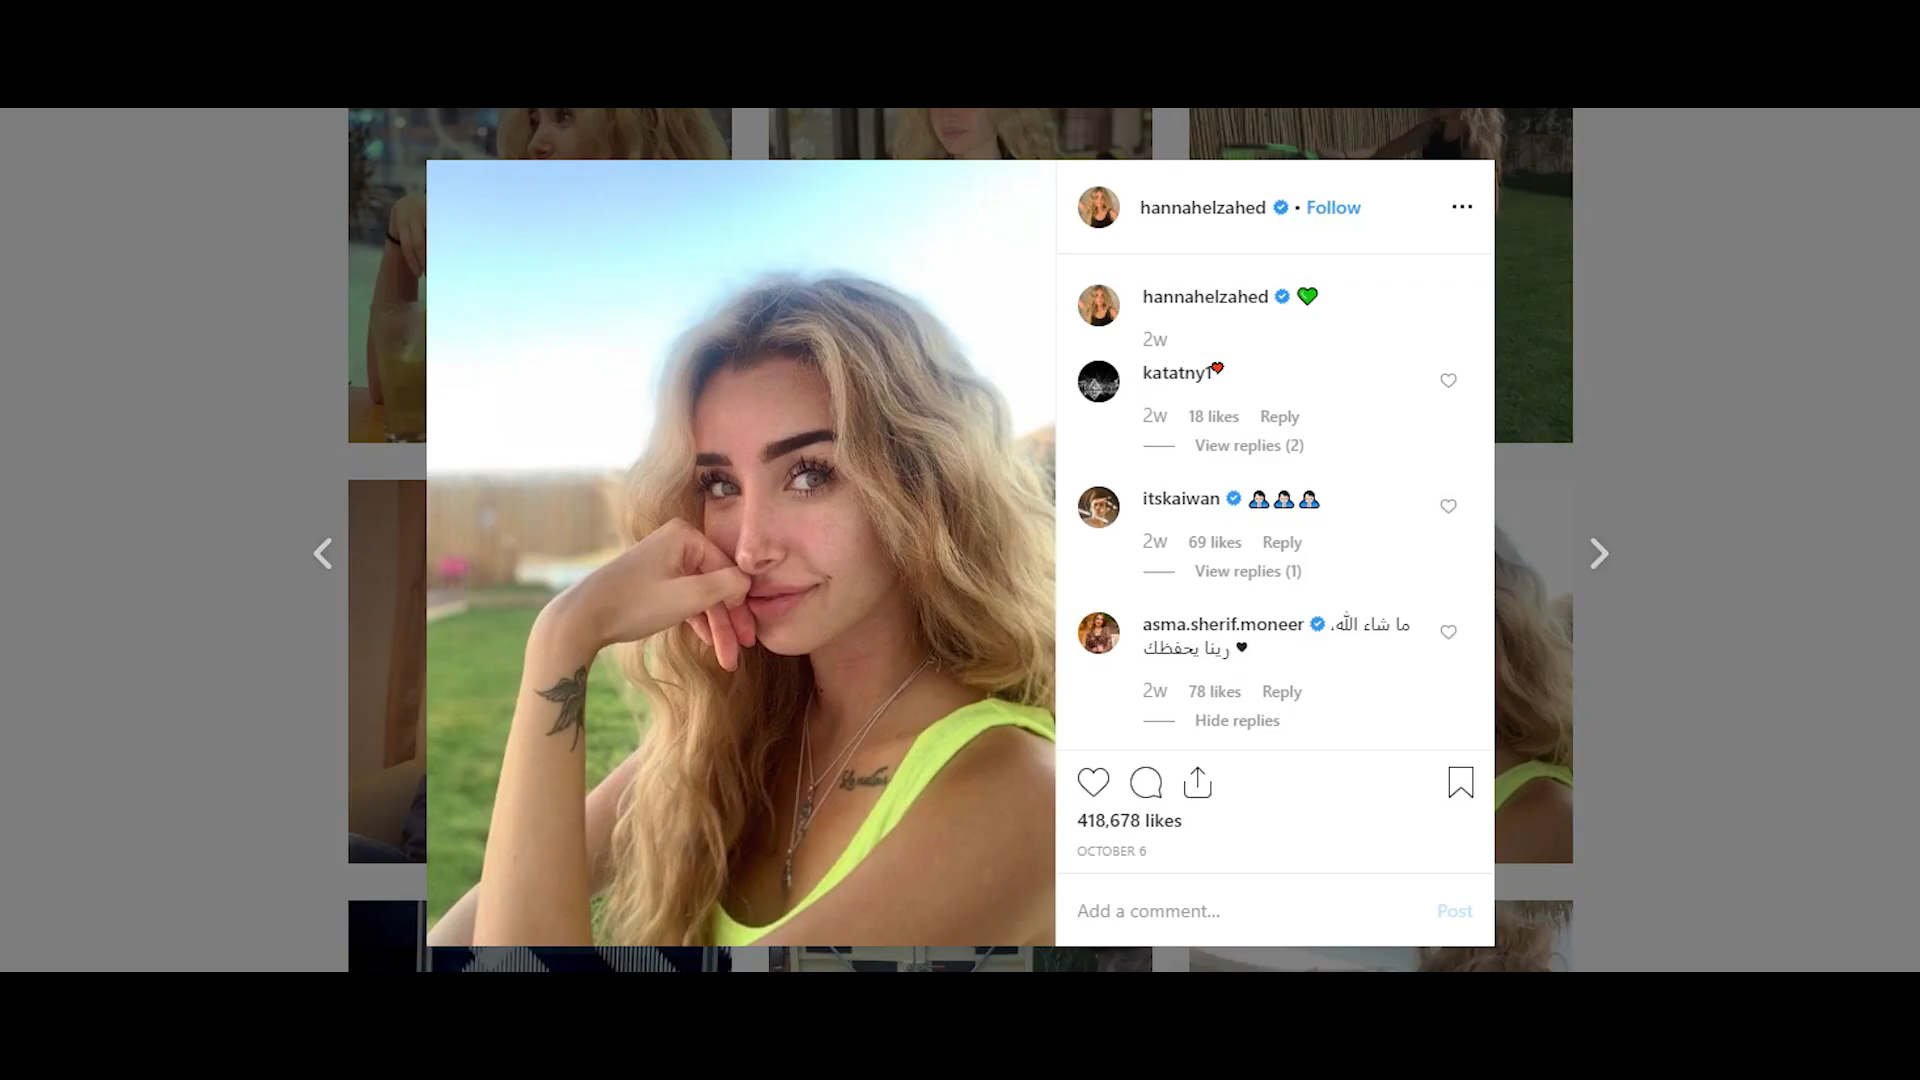 hannahelzahed • Follow
hannahelzahed 💚
2w
katatny1❤
2w 18 likes Reply
View replies (2)
itskaiwan 🤦🏻‍♂️🤦🏻‍♂️🤦🏻‍♂️
2w 69 likes Reply
View replies (1)
asma.sherif.moneer ما شاء الله،
ربنا يحفظك ♥
2w 78 likes Reply
Hide replies
418,678 likes
OCTOBER 6
Add a comment... Post